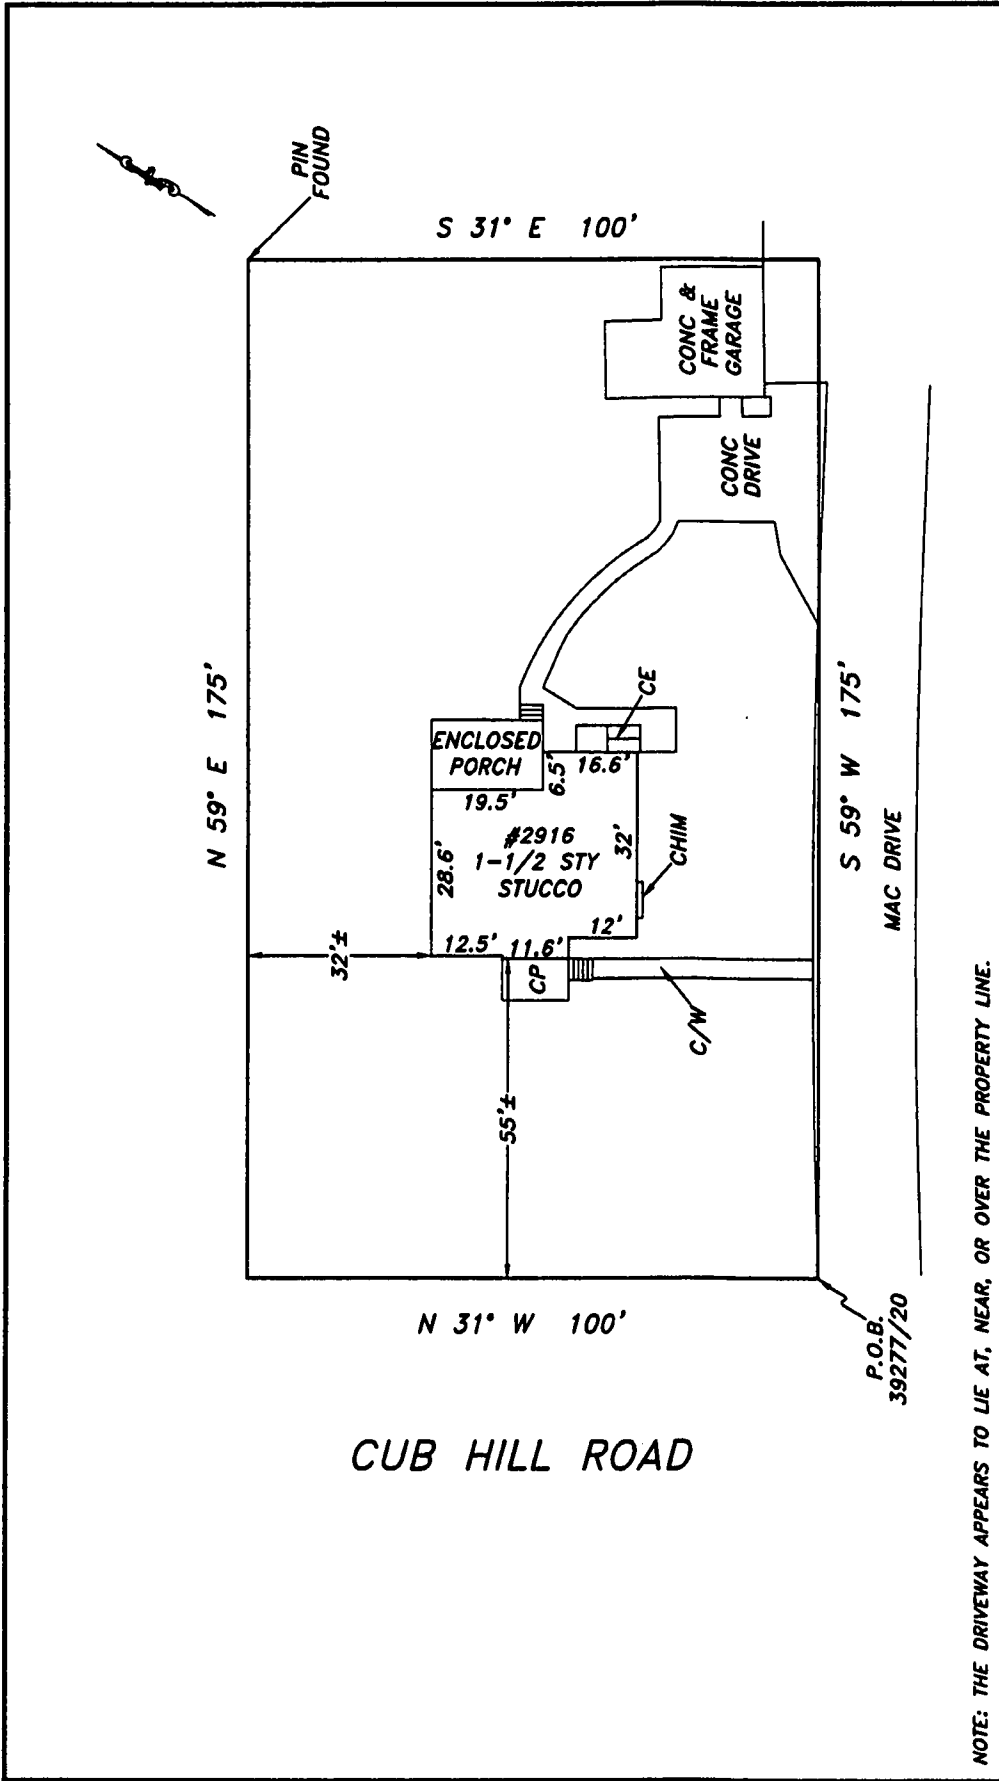 PIN
FOUND
S 31° E 100'
N 59° E 175'
CONC &
FRAME
GARAGE
CONC
DRIVE
CE
ENCLOSED
PORCH
6.5'
16.6'
19.5'
#2916
1-1/2 STY
STUCCO
28.6'
32'
CHIM
12'
12.5'
11.6'
CP
C/W
32'±
55'±
S 59° W 175'
MAC DRIVE
N 31° W 100'
P.O.B.
39277/20
CUB HILL ROAD
NOTE: THE DRIVEWAY APPEARS TO LIE AT, NEAR, OR OVER THE PROPERTY LINE.